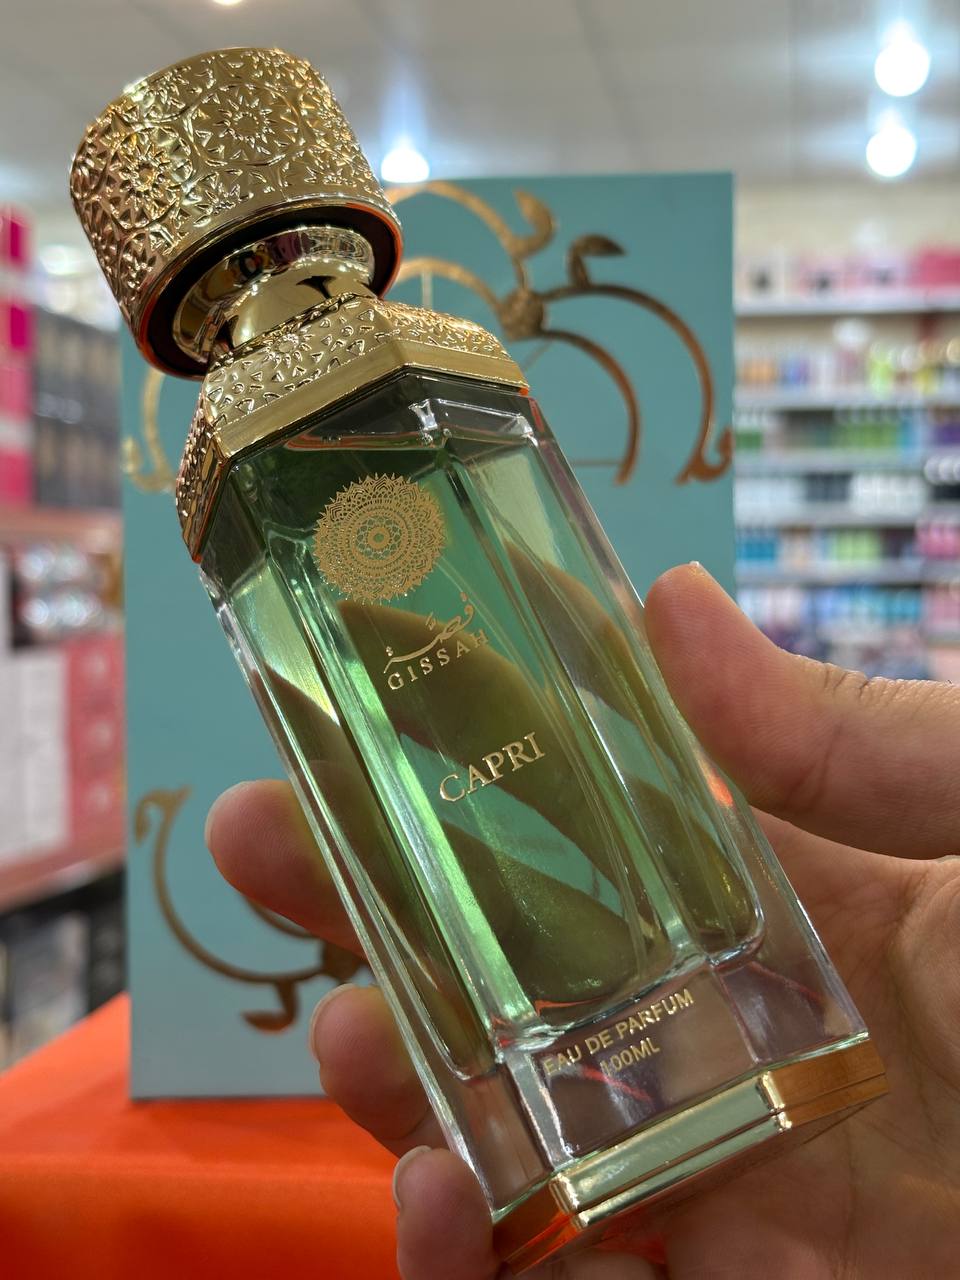 قصة
GISSAH
CAPRI
EAU DE PARFUM
100ML